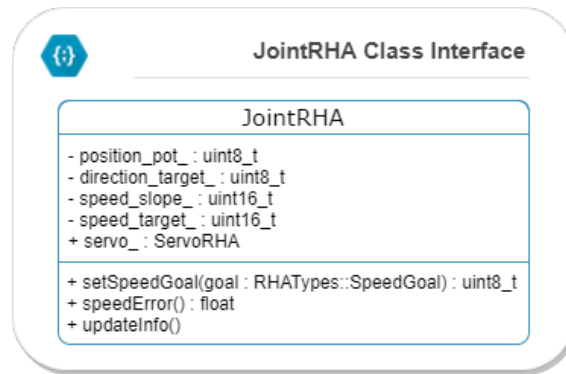 {:}
JointRHA Class Interface
JointRHA
- position_pot_ : uint8_t
- direction_target_ : uint8_t
- speed_slope_ : uint16_t
- speed_target_ : uint16_t
+ servo_ : ServoRHA
+ setSpeedGoal(goal : RHATypes::SpeedGoal) : uint8_t
+ speedError() : float
+ updateInfo()